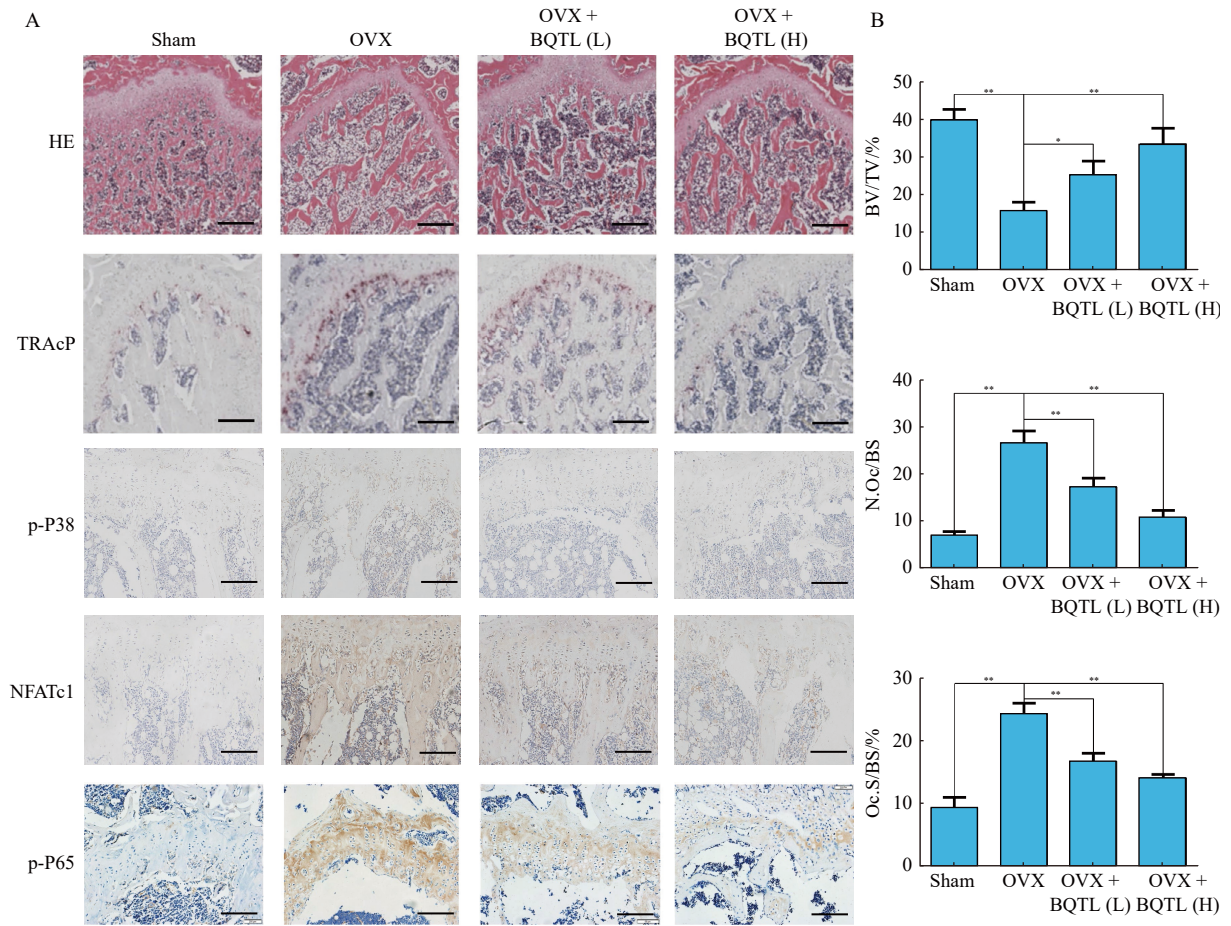 A
Sham
OVX
OVX +
BQTL (L)
OVX +
BQTL (H)
HE
TRAcP
p-P38
NFATc1
p-P65
B
BV/TV/%
50
40
30
20
10
0
**
**
*
Sham
OVX
OVX +
BQTL (L)
OVX +
BQTL (H)
N.Oc/BS
40
30
20
10
0
**
**
**
Sham
OVX
OVX +
BQTL (L)
OVX +
BQTL (H)
Oc.S/BS/%
30
20
10
0
**
**
**
Sham
OVX
OVX +
BQTL (L)
OVX +
BQTL (H)